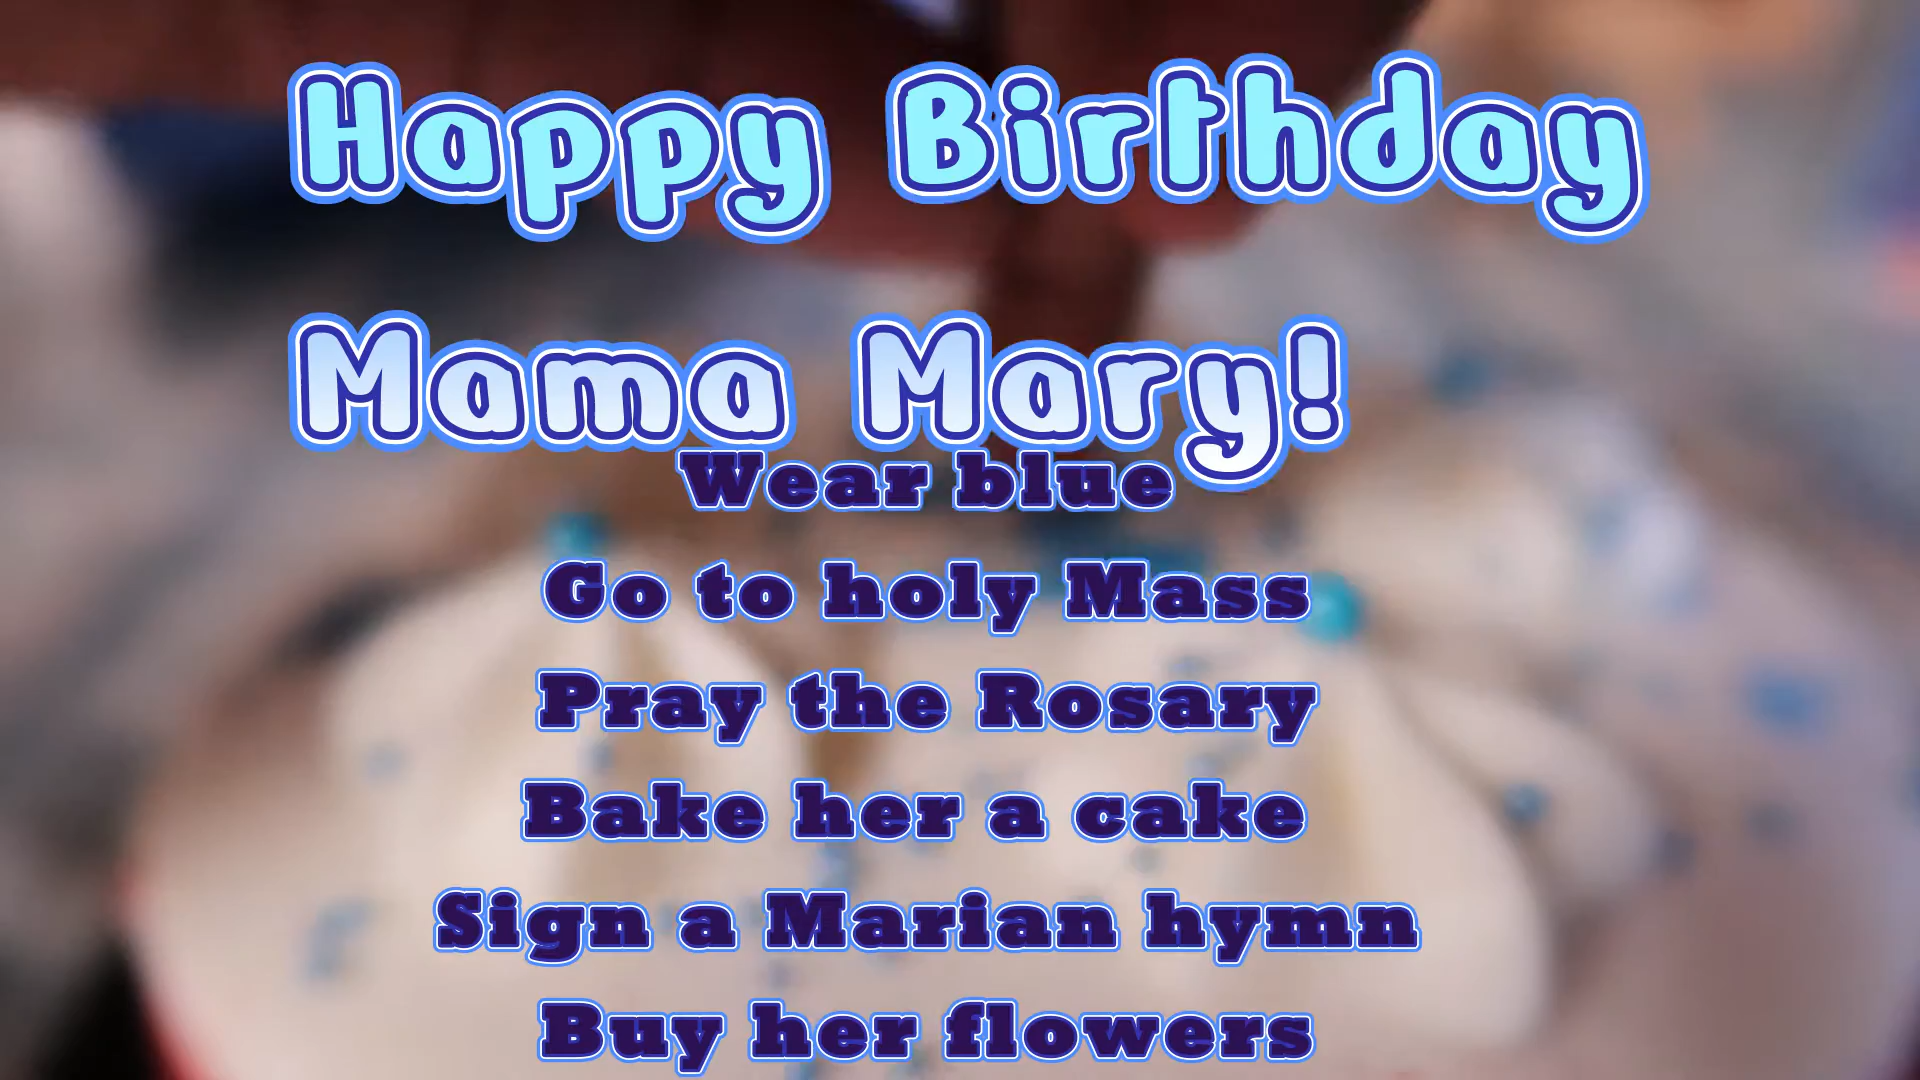 Happy Birthday
Mama Mary!
Wear blue
Go to holy Mass
Pray the Rosary
Bake her a cake
Sign a Marian hymn
Buy her flowers